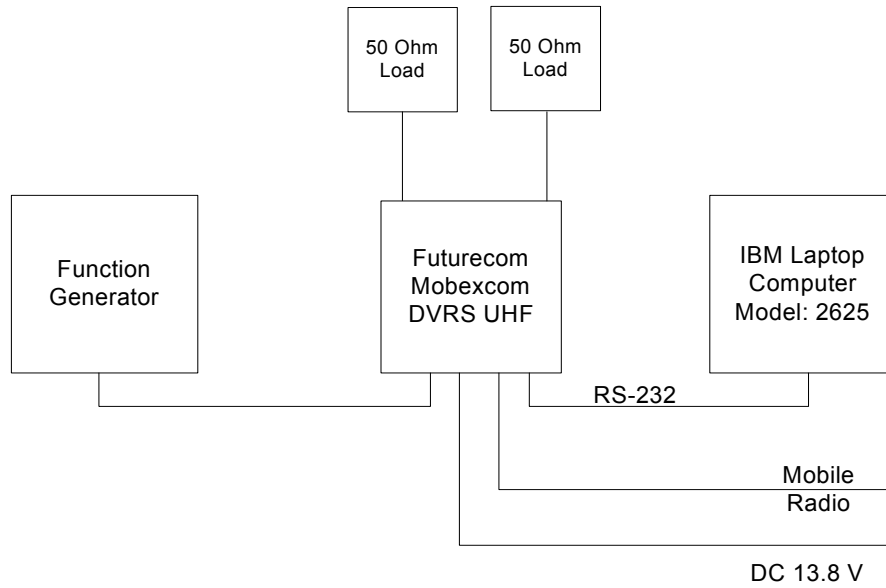 50 Ohm
Load
50 Ohm
Load
Function
Generator
Futurecom
Mobexcom
DVRS UHF
IBM Laptop
Computer
Model: 2625
RS-232
Mobile
Radio
DC 13.8 V